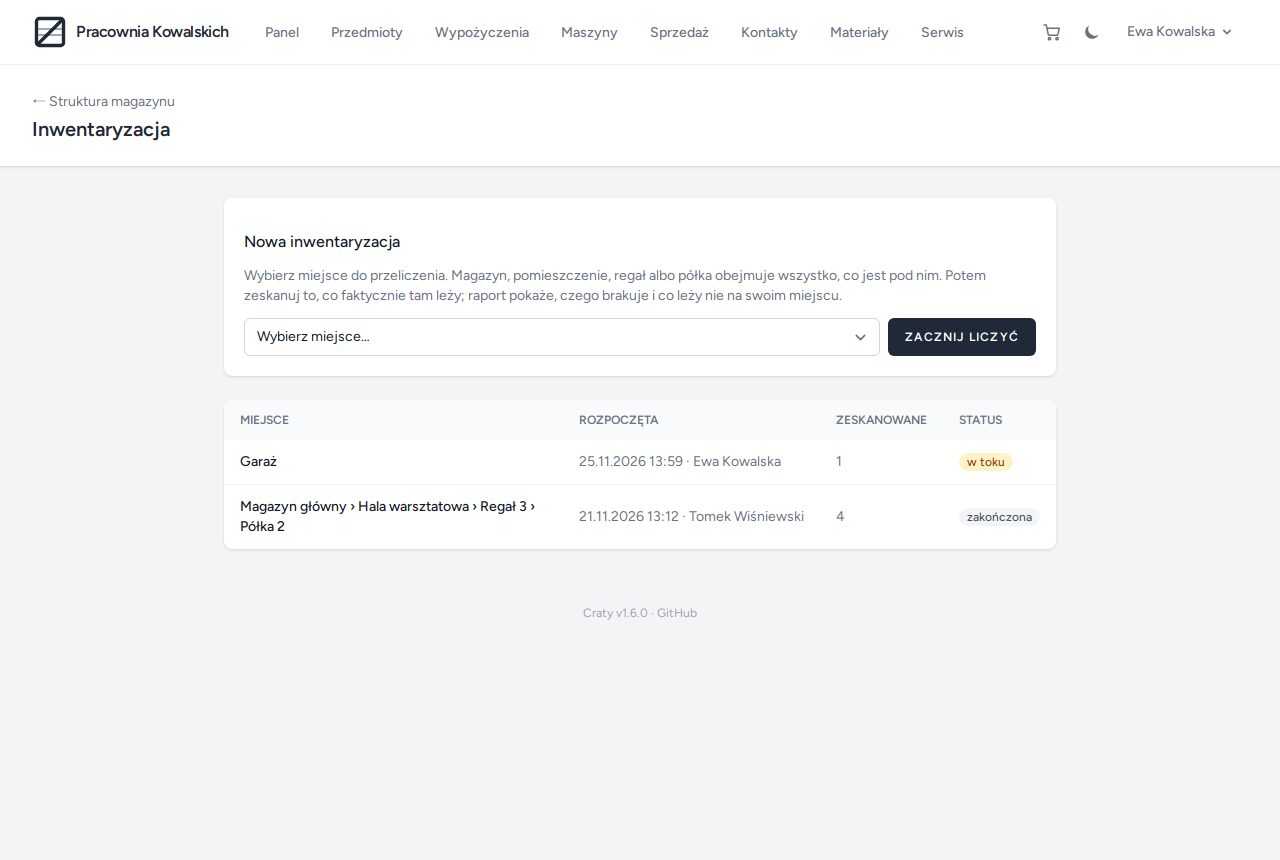 Pracownia Kowalskich Panel Przedmioty Wypożyczenia Maszyny Sprzedaż Kontakty Materiały Serwis Ewa Kowalska
← Struktura magazynu
Inwentaryzacja
Nowa inwentaryzacja
Wybierz miejsce do przeliczenia. Magazyn, pomieszczenie, regał albo półka obejmuje wszystko, co jest pod nim. Potem
zeskanuj to, co faktycznie tam leży; raport pokaże, czego brakuje i co leży nie na swoim miejscu.
Wybierz miejsce... ZACZNIJ LICZYĆ
MIEJSCE ROZPOCZĘTA ZESKANOWANE STATUS
Garaż 25.11.2026 13:59 · Ewa Kowalska 1 w toku
Magazyn główny › Hala warsztatowa › Regał 3 ›
Półka 2 21.11.2026 13:12 · Tomek Wiśniewski 4 zakończona
Craty v1.6.0 · GitHub